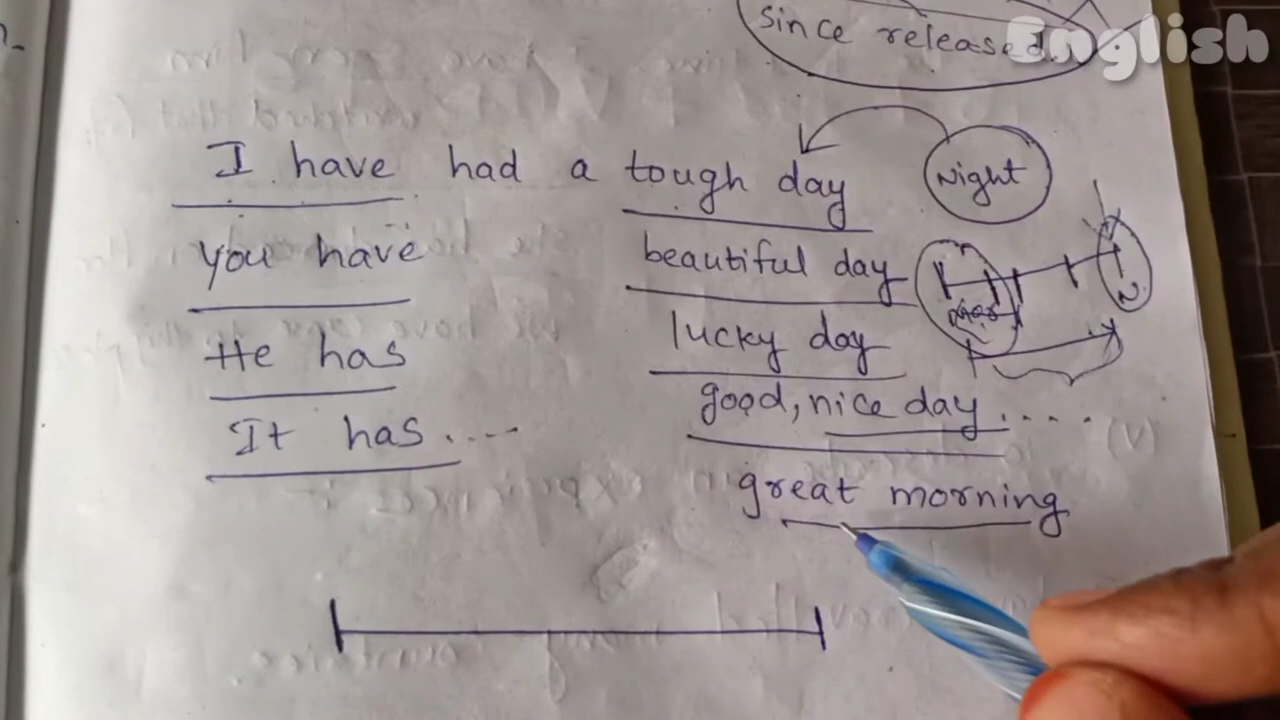 since released.
English
I have had a tough day
Night
you have
beautiful day
He has
lucky day
N.
It has ....
good, nice day .....
great morning